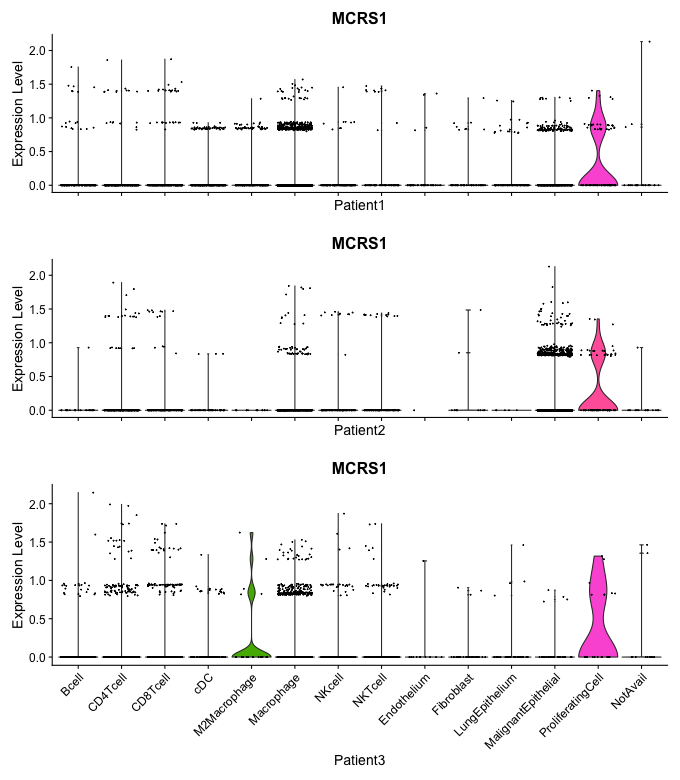 MCRS1
Expression Level
2.0
1.5
1.0
0.5
0.0
Patient1
MCRS1
Expression Level
2.0
1.5
1.0
0.5
0.0
Patient2
MCRS1
Expression Level
2.0
1.5
1.0
0.5
0.0
Bcell
CD4Tcell
CD8Tcell
cDC
M2Macrophage
Macrophage
NKcell
NKTcell
Endothelium
Fibroblast
LungEpithelium
MalignantEpithelial
ProliferatingCell
NotAvail
Patient3